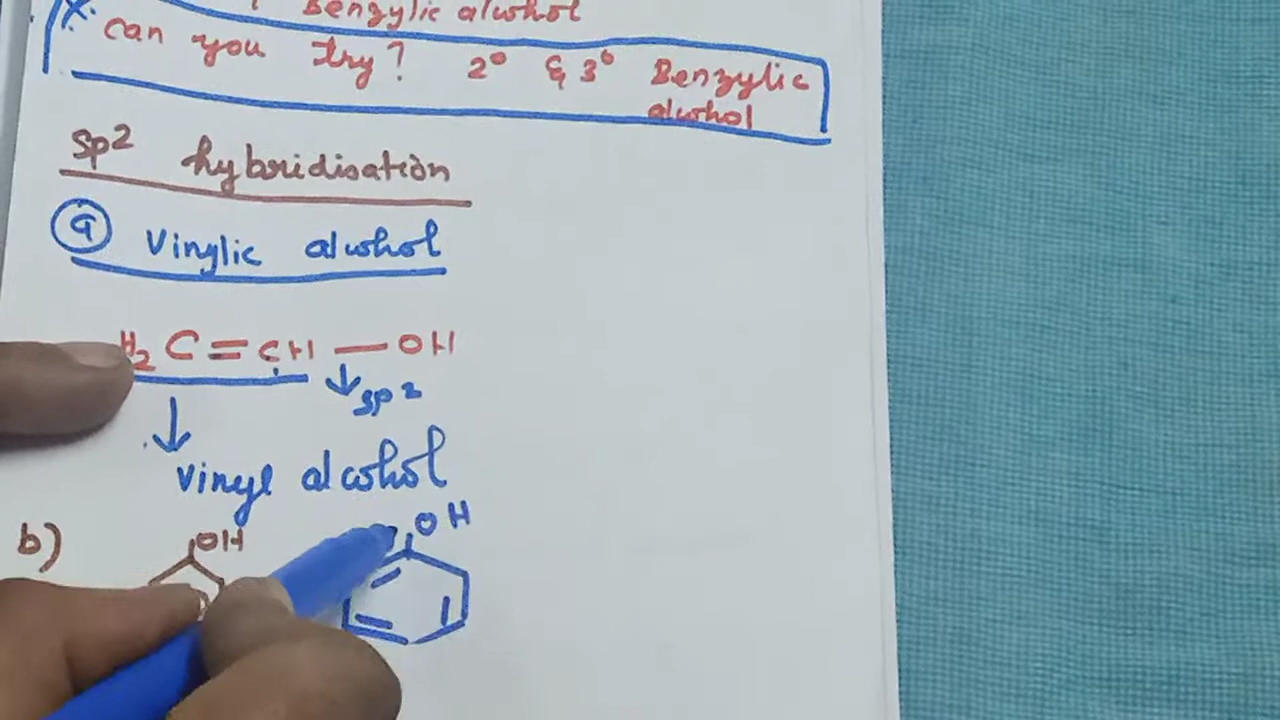 Benzylic alcohol
* can you try? 2° & 3° Benzylic
alcohol
Sp2 hybridisation
a vinylic alcohol
H2C=CH—OH
sp2
vinyl alcohol
b) OH OH